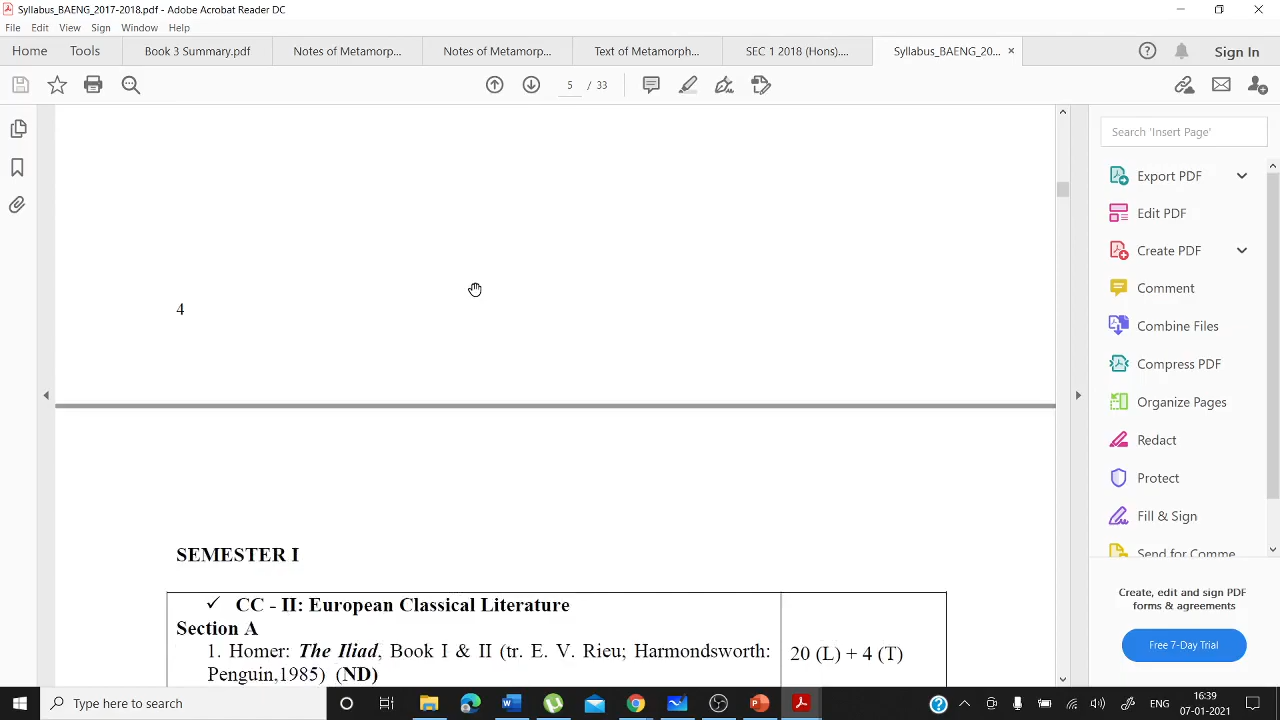 Syllabus_BAENG_2017-2018.pdf - Adobe Acrobat Reader DC
File Edit View Sign Window Help
Home Tools Book 3 Summary.pdf Notes of Metamorp... Notes of Metamorp... Text of Metamorph... SEC 1 2018 (Hons).... Syllabus_BAENG_20... × Sign In
5 / 33
Search 'Insert Page'
Export PDF
Edit PDF
Create PDF
Comment
Combine Files
Compress PDF
Organize Pages
Redact
Protect
Fill & Sign
Send for Comme
Create, edit and sign PDF
forms & agreements
Free 7-Day Trial
4
SEMESTER I
✓ CC - II: European Classical Literature
Section A
1. Homer: The Iliad, Book I & II (tr. E. V. Rieu; Harmondsworth:
Penguin,1985) (ND)
20 (L) + 4 (T)
Type here to search
ENG
16:39
07-01-2021